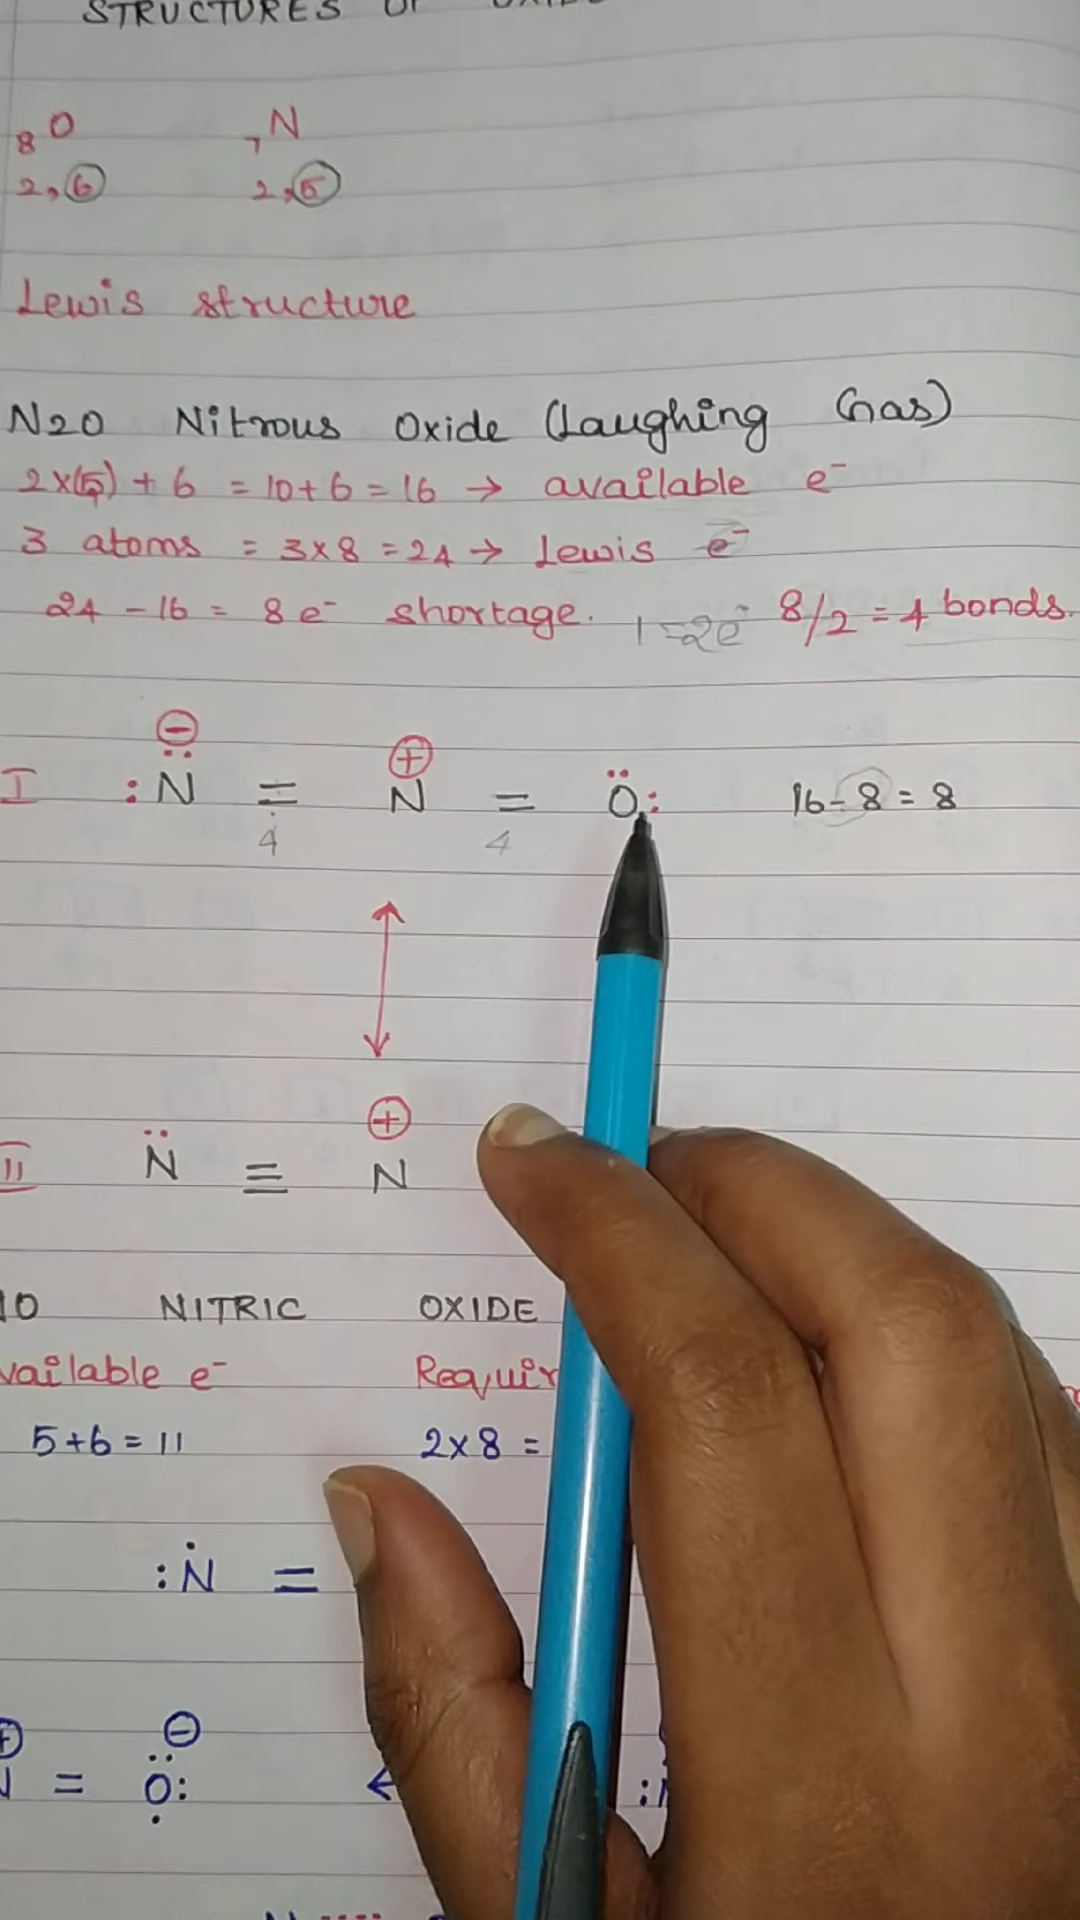 STRUCTURES OF
8O 7N
2,6 2,5
Lewis structure
N2O Nitrous Oxide (Laughing Gas)
2×(5)+6 = 10+6 = 16 → available e⁻
3 atoms = 3×8 = 24 → Lewis e⁻
24 - 16 = 8 e⁻ shortage. 1=2e⁻ 8/2 = 4 bonds.
I :N̈⊖ = N⊕ = Ö: 16-8 = 8
4 4
II N̈ ≡ N⊕
NITRIC OXIDE
vailable e⁻ Requir
5+6 = 11 2×8 =
:Ṅ =
⊕ ⊖
= Ö: ← :N